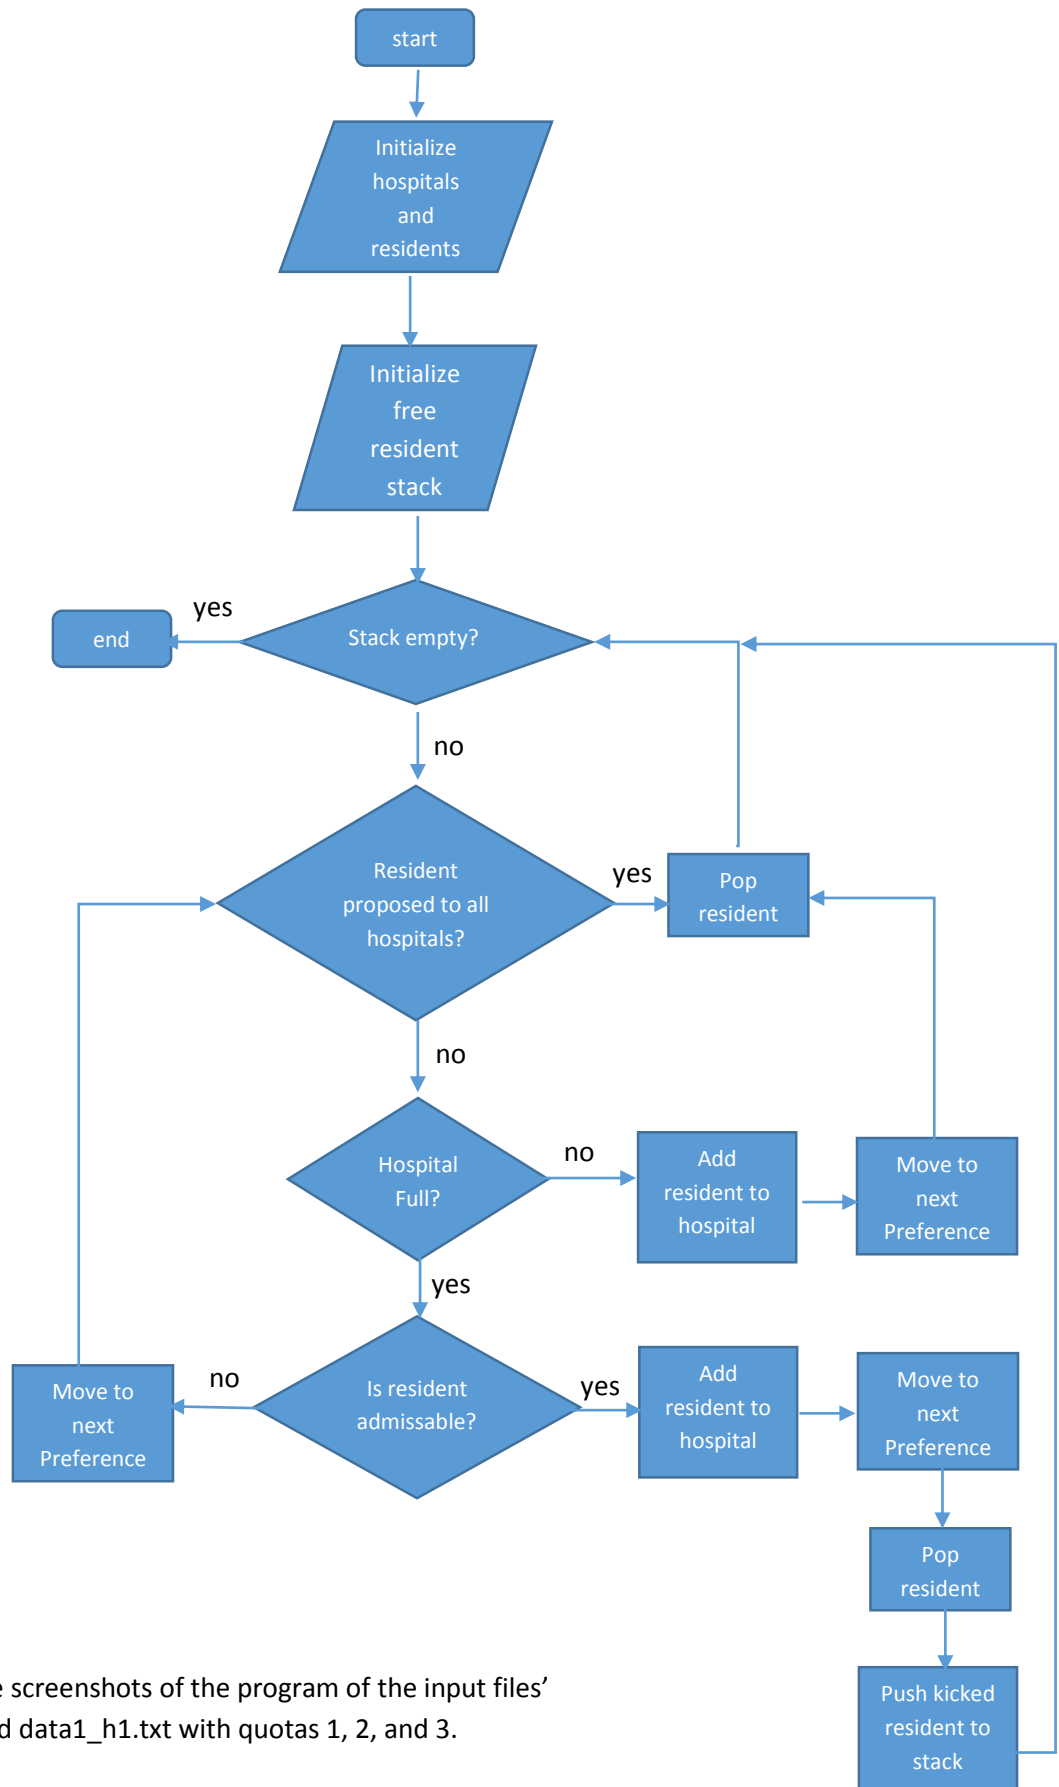 start
Initialize
hospitals
and
residents
Initialize
free
resident
stack
yes
end
Stack empty?
no
Resident
proposed to all
hospitals?
yes
Pop
resident
no
Hospital
Full?
no
Add
resident to
hospital
Move to
next
Preference
yes
Move to
next
Preference
no
Is resident
admissable?
yes
Add
resident to
hospital
Move to
next
Preference
Pop
resident
Push kicked
resident to
stack
screenshots of the program of the input files'
data1_h1.txt with quotas 1, 2, and 3.